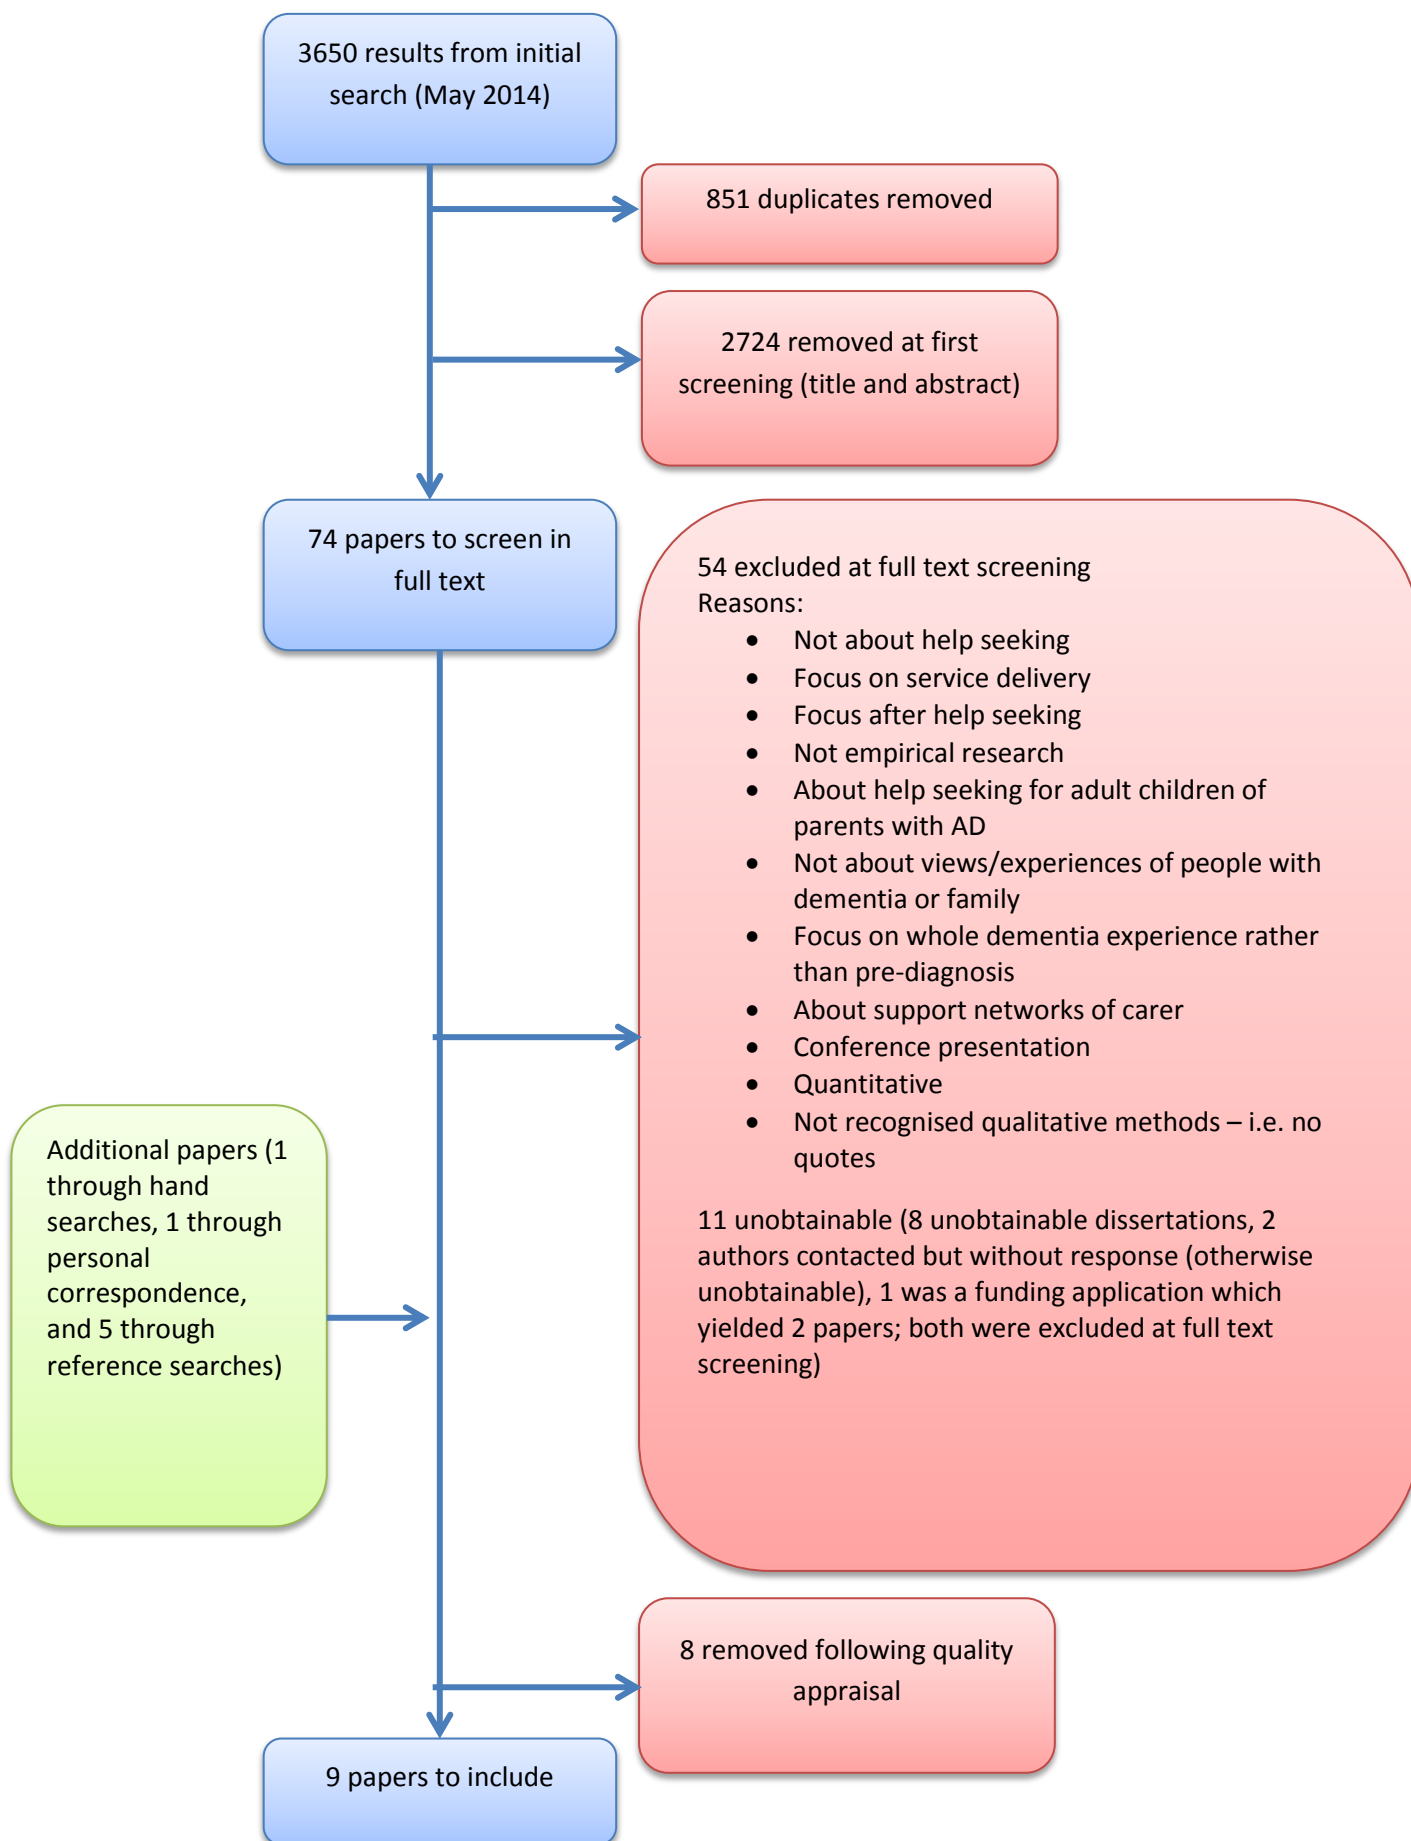 3650 results from initial
search (May 2014)
851 duplicates removed
2724 removed at first
screening (title and abstract)
74 papers to screen in
full text
54 excluded at full text screening
Reasons:
• Not about help seeking
• Focus on service delivery
• Focus after help seeking
• Not empirical research
• About help seeking for adult children of
parents with AD
• Not about views/experiences of people with
dementia or family
• Focus on whole dementia experience rather
than pre-diagnosis
• About support networks of carer
• Conference presentation
• Quantitative
• Not recognised qualitative methods – i.e. no
quotes
11 unobtainable (8 unobtainable dissertations, 2
authors contacted but without response (otherwise
unobtainable), 1 was a funding application which
yielded 2 papers; both were excluded at full text
screening)
Additional papers (1
through hand
searches, 1 through
personal
correspondence,
and 5 through
reference searches)
8 removed following quality
appraisal
9 papers to include